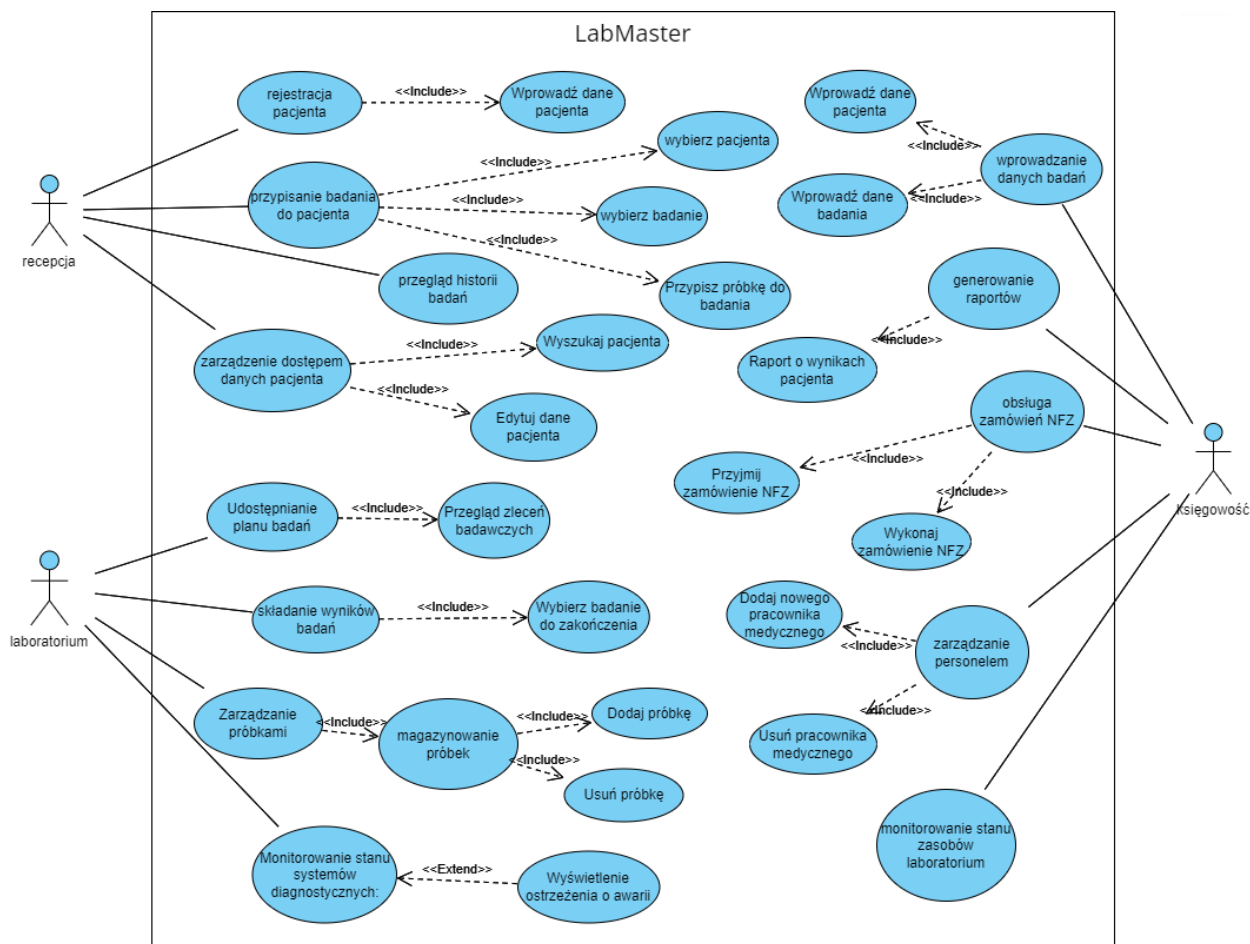 LabMaster
rejestracja
pacjenta
<<Include>>
Wprowadź dane
pacjenta
Wprowadź dane
pacjenta
<<Include>>
wprowadzanie
danych badań
wybierz pacjenta
<<Include>>
przypisanie badania
do pacjenta
<<Include>>
wybierz badanie
Wprowadź dane
badania
<<Include>>
recepcja
<<Include>>
przegląd historii
badań
Przypisz próbkę do
badania
generowanie
raportów
<<Include>>
Raport o wynikach
pacjenta
zarządzenie dostępem
danych pacjenta
<<Include>>
Wyszukaj pacjenta
<<Include>>
Edytuj dane
pacjenta
obsługa
zamówień NFZ
<<Include>>
Przyjmij
zamówienie NFZ
<<Include>>
Wykonaj
zamówienie NFZ
księgowość
Udostępnianie
planu badań
<<Include>>
Przegląd zleceń
badawczych
laboratorium
składanie wyników
badań
<<Include>>
Wybierz badanie
do zakończenia
Dodaj nowego
pracownika
medycznego
<<Include>>
zarządzanie
personelem
<<Include>>
Usuń pracownika
medycznego
Zarządzanie
próbkami
<<Include>>
magazynowanie
próbek
<<Include>>
Dodaj próbkę
<<Include>>
Usuń próbkę
monitorowanie stanu
zasobów
laboratorium
Monitorowanie stanu
systemów
diagnostycznych:
<<Extend>>
Wyświetlenie
ostrzeżenia o awarii